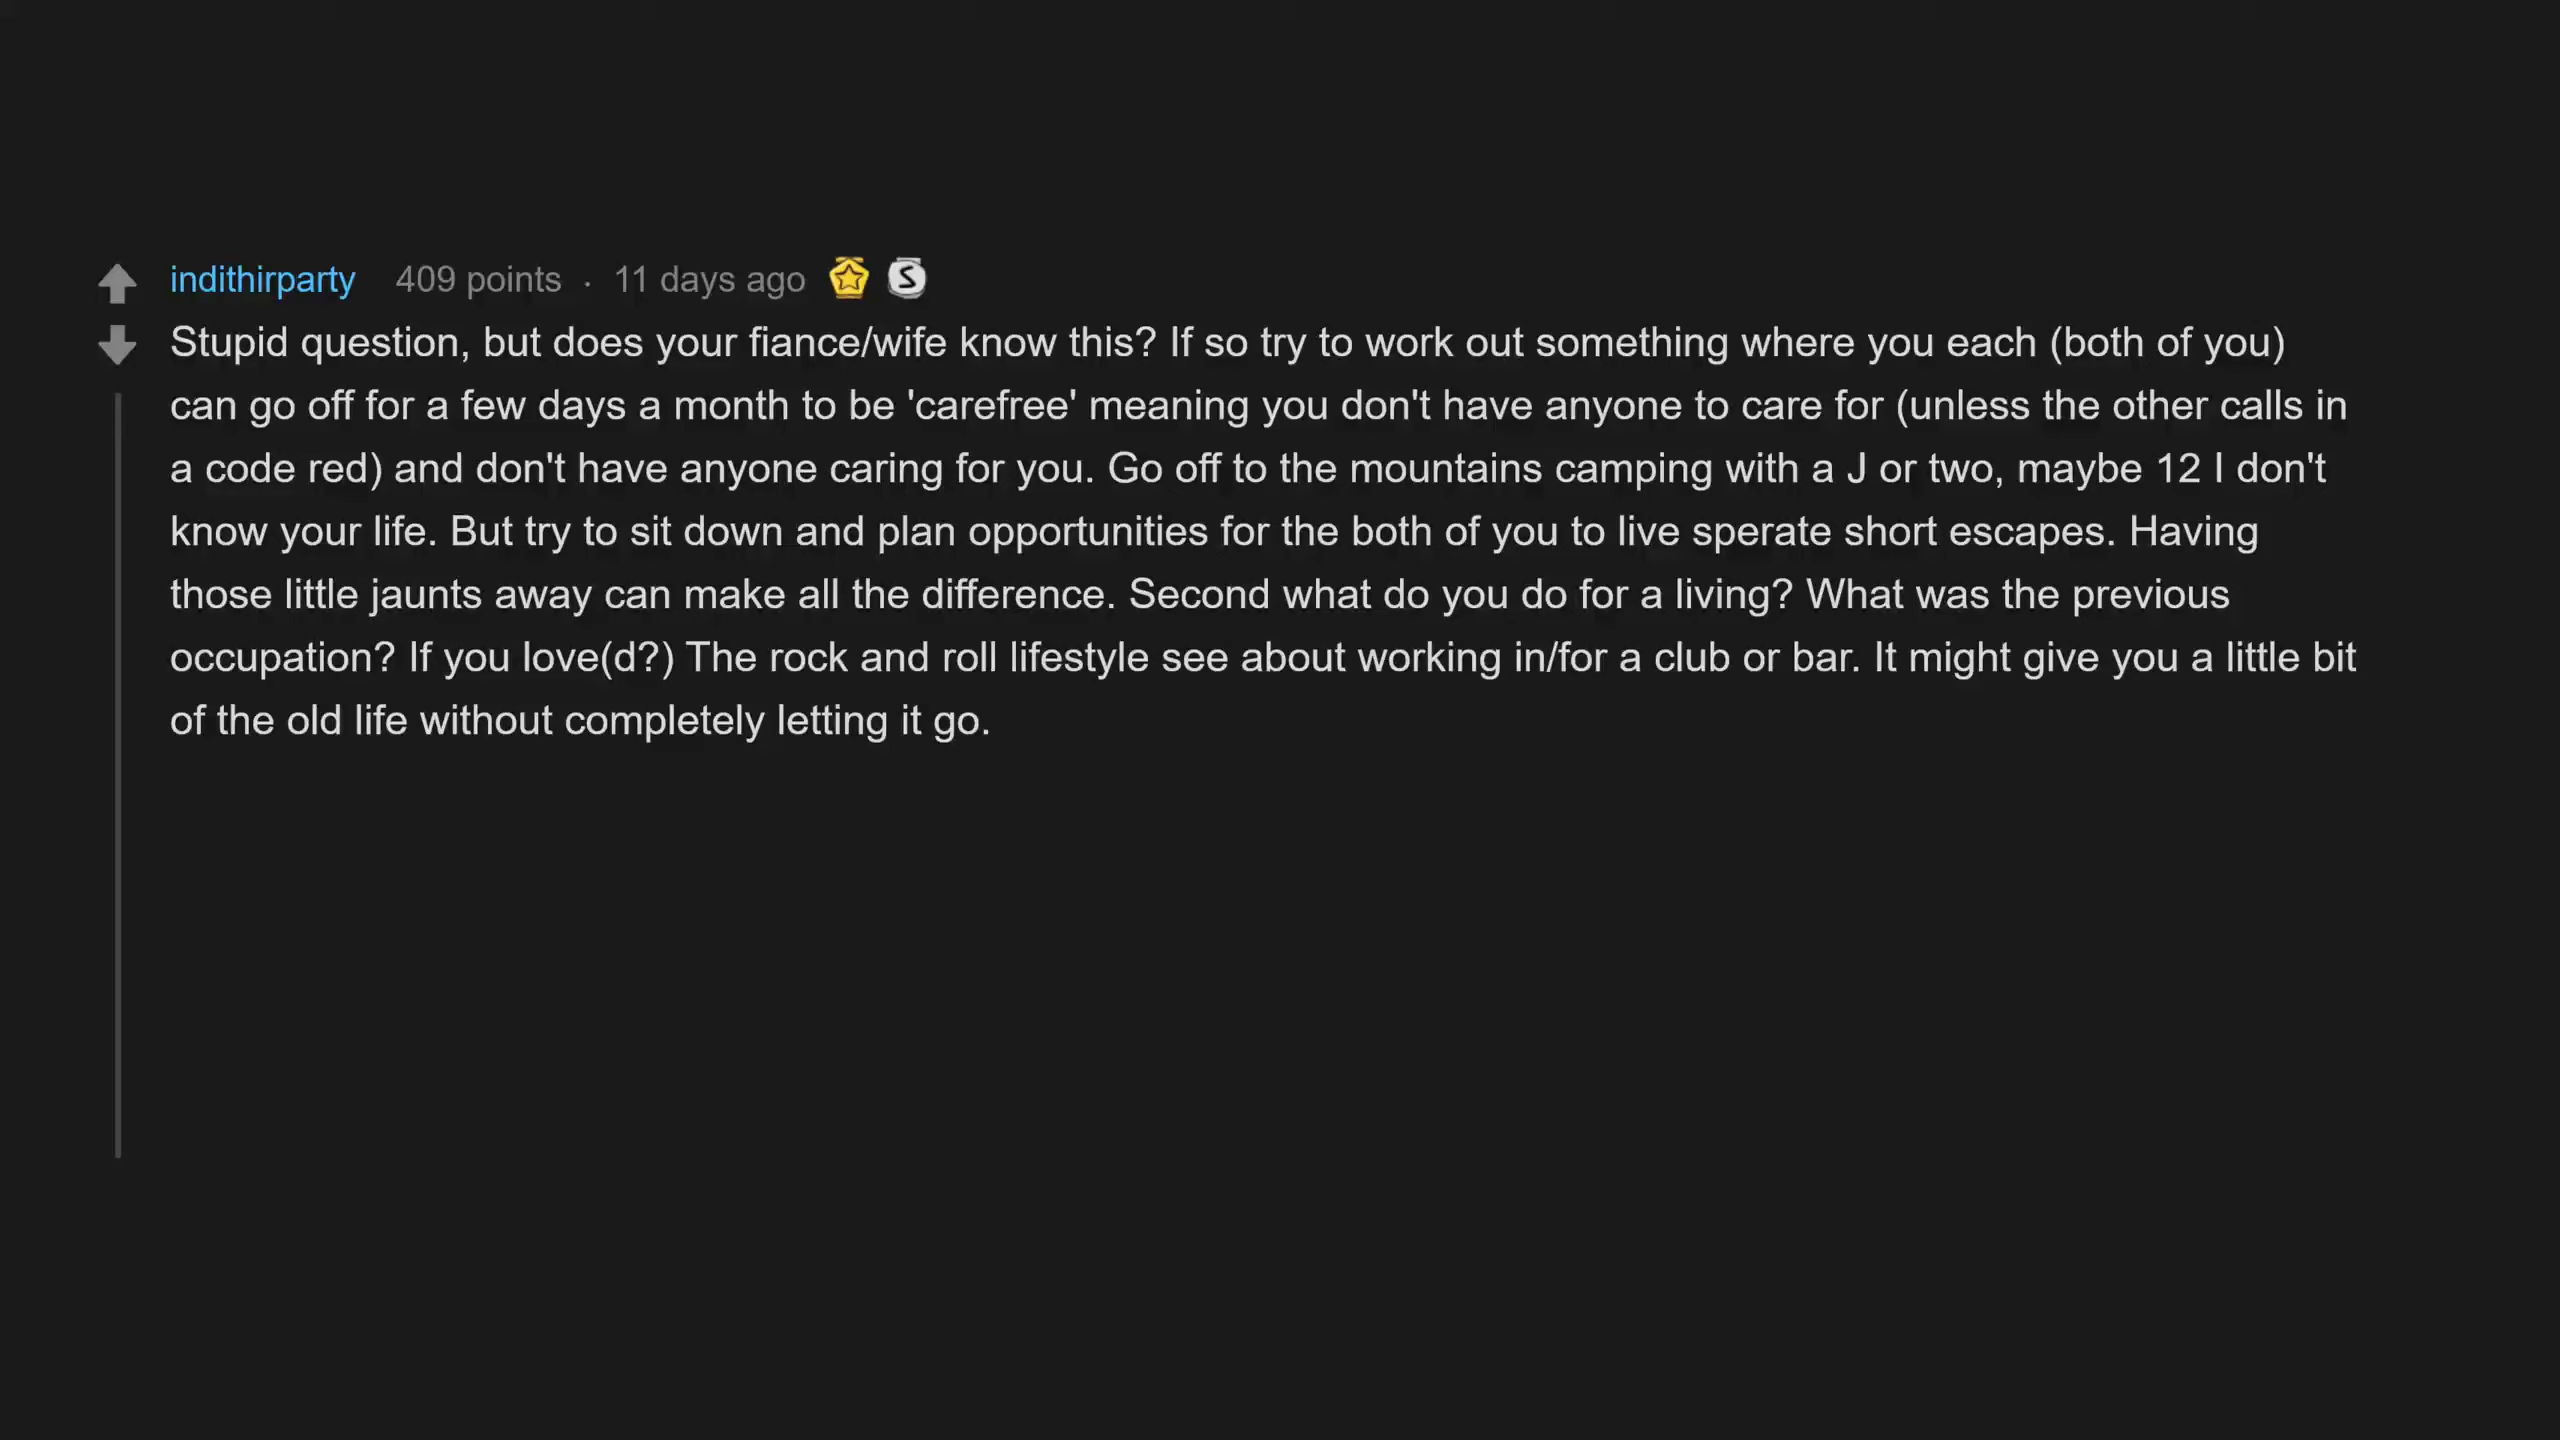 indithirparty 409 points · 11 days ago
Stupid question, but does your fiance/wife know this? If so try to work out something where you each (both of you)
can go off for a few days a month to be 'carefree' meaning you don't have anyone to care for (unless the other calls in
a code red) and don't have anyone caring for you. Go off to the mountains camping with a J or two, maybe 12 I don't
know your life. But try to sit down and plan opportunities for the both of you to live sperate short escapes. Having
those little jaunts away can make all the difference. Second what do you do for a living? What was the previous
occupation? If you love(d?) The rock and roll lifestyle see about working in/for a club or bar. It might give you a little bit
of the old life without completely letting it go.